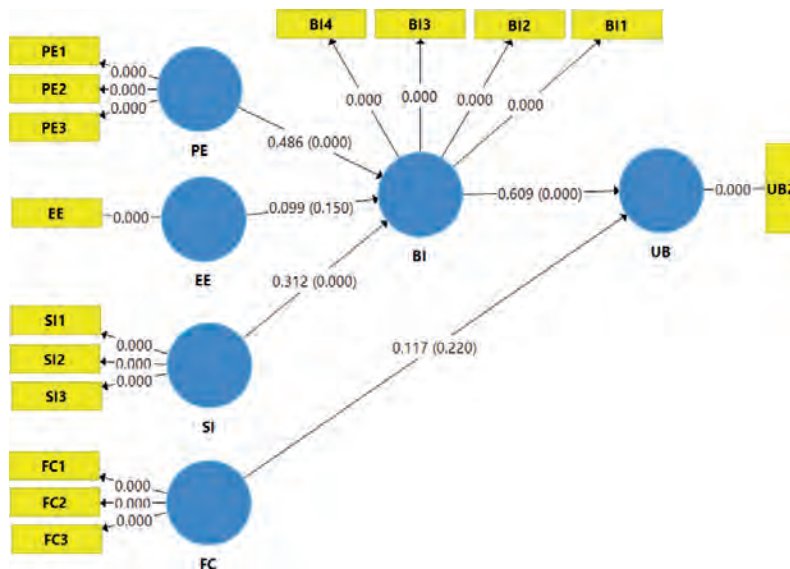 BI4 BI3 BI2 BI1
PE1
PE2
PE3
0.000
0.000
0.000
PE
0.000 0.000 0.000 0.000
0.486 (0.000)
EE
0.000
EE
0.099 (0.150)
BI
0.609 (0.000)
UB
0.000
UB2
0.312 (0.000)
SI1
SI2
SI3
0.000
0.000
0.000
SI
0.117 (0.220)
FC1
FC2
FC3
0.000
0.000
0.000
FC